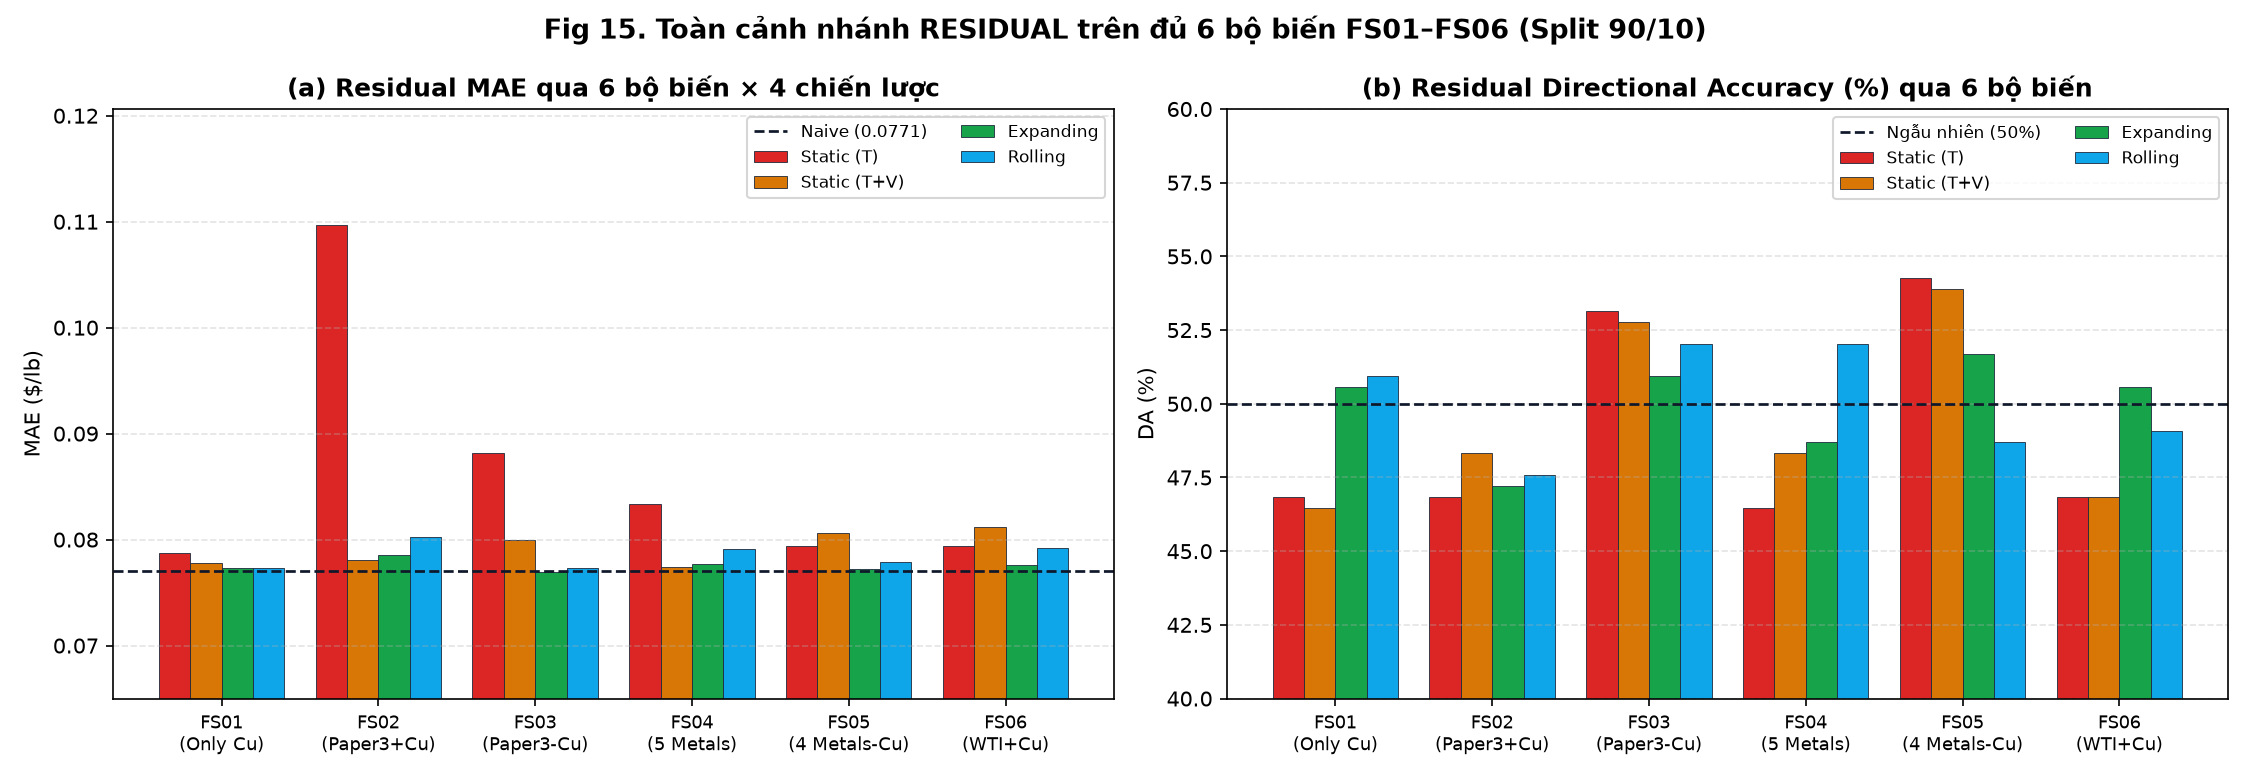 Fig 15. Toàn cảnh nhánh RESIDUAL trên đủ 6 bộ biến FS01–FS06 (Split 90/10)
(a) Residual MAE qua 6 bộ biến × 4 chiến lược
Naive (0.0771)
Static (T)
Static (T+V)
Expanding
Rolling
MAE ($/lb)
0.12
0.11
0.10
0.09
0.08
0.07
FS01
(Only Cu)
FS02
(Paper3+Cu)
FS03
(Paper3-Cu)
FS04
(5 Metals)
FS05
(4 Metals-Cu)
FS06
(WTI+Cu)
(b) Residual Directional Accuracy (%) qua 6 bộ biến
Ngẫu nhiên (50%)
Static (T)
Static (T+V)
Expanding
Rolling
DA (%)
60.0
57.5
55.0
52.5
50.0
47.5
45.0
42.5
40.0
FS01
(Only Cu)
FS02
(Paper3+Cu)
FS03
(Paper3-Cu)
FS04
(5 Metals)
FS05
(4 Metals-Cu)
FS06
(WTI+Cu)